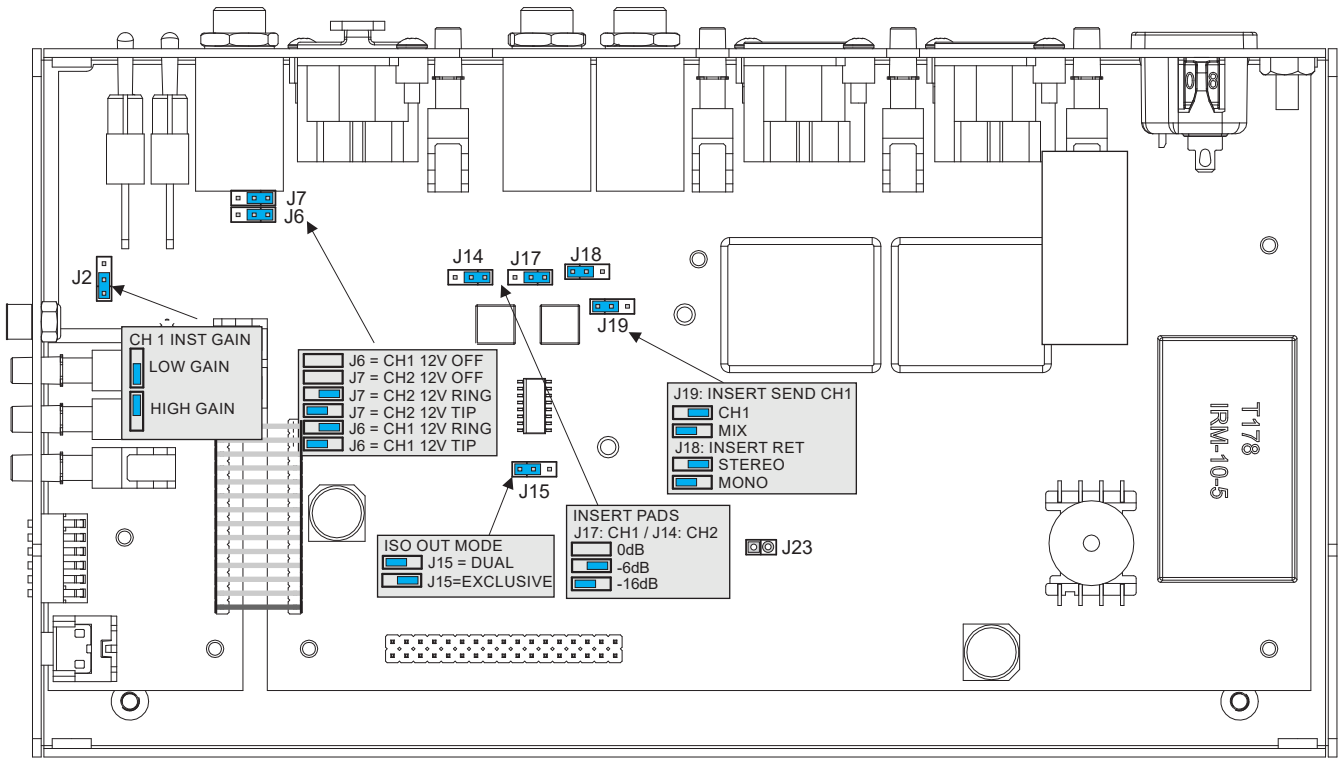 J7
J6
J2
J14
J17
J18
J19
CH 1 INST GAIN
LOW GAIN
HIGH GAIN
J6 = CH1 12V OFF
J7 = CH2 12V OFF
J7 = CH2 12V RING
J7 = CH2 12V TIP
J6 = CH1 12V RING
J6 = CH1 12V TIP
J19: INSERT SEND CH1
CH1
MIX
J18: INSERT RET
STEREO
MONO
T178
IRM-10-5
J15
INSERT PADS
J17: CH1 / J14: CH2
0dB
-6dB
-16dB
ISO OUT MODE
J15 = DUAL
J15=EXCLUSIVE
J23